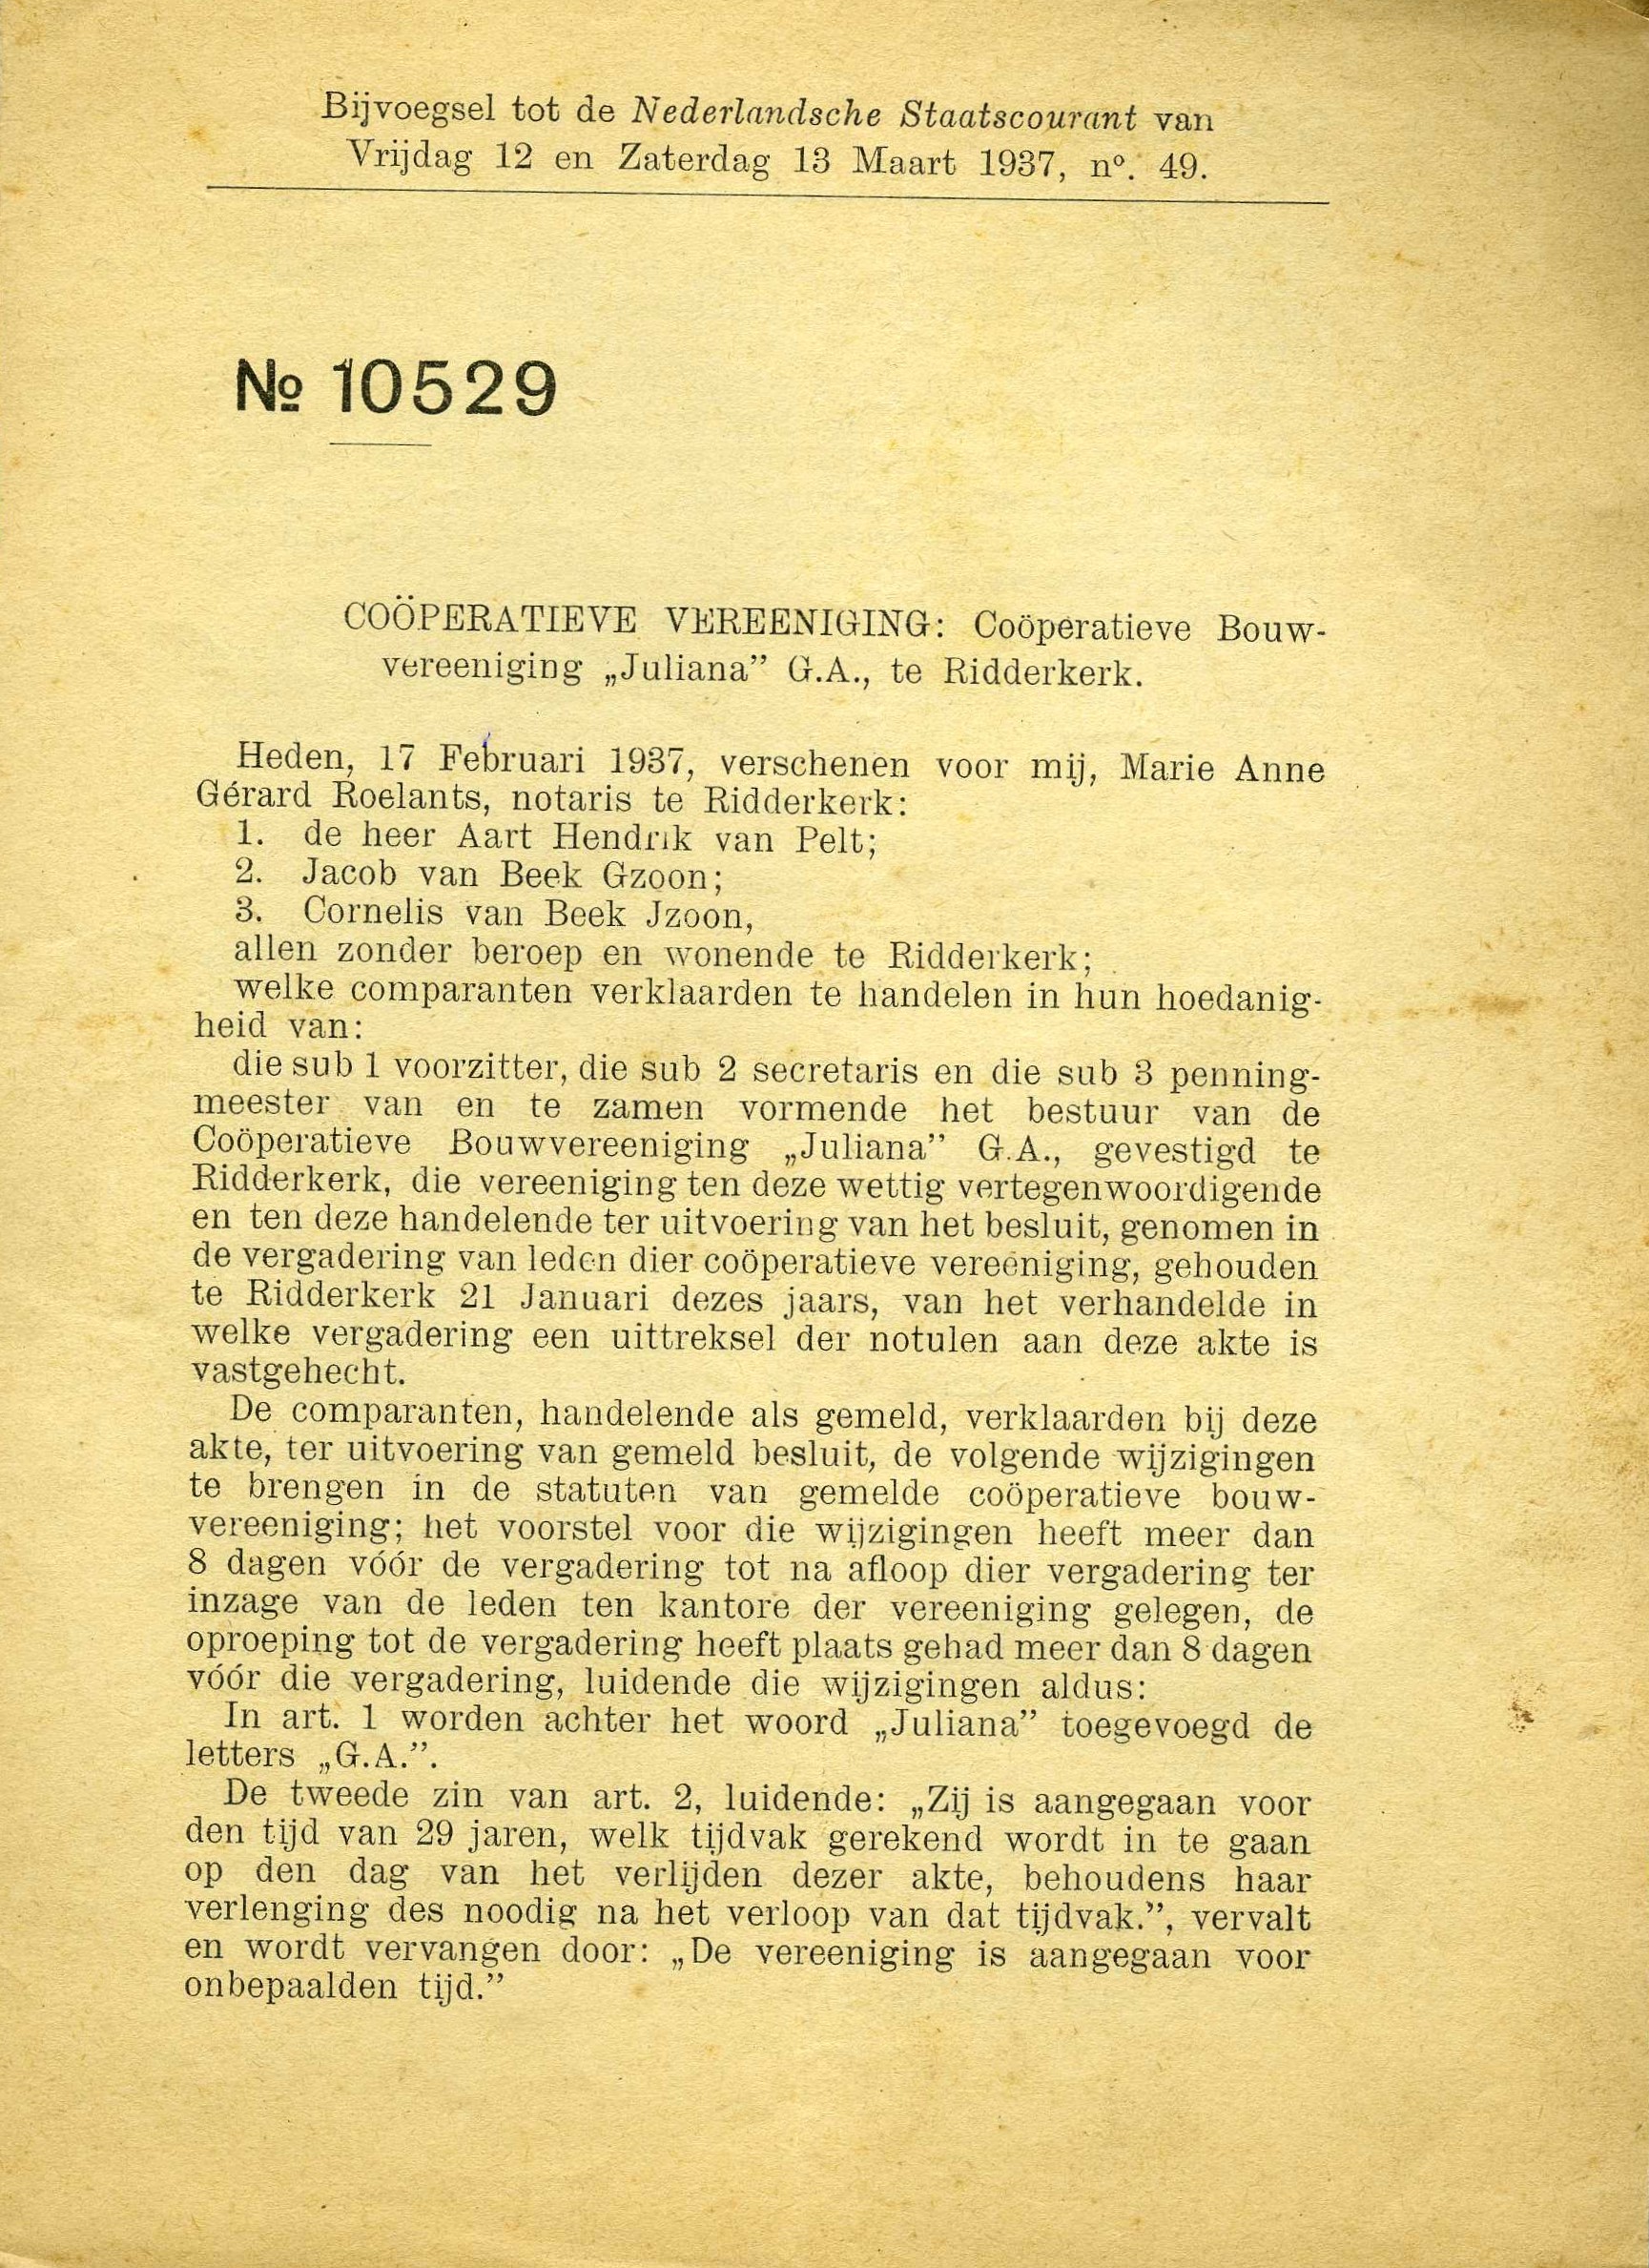 Bijvoegsel tot de Nederlandsche Staatscourant van
Vrijdag 12 en Zaterdag 13 Maart 1937, nº. 49.
№ 10529
COÖPERATIEVE VEREENIGING: Coöperatieve Bouw-
vereeniging „Juliana” G.A., te Ridderkerk.
Heden, 17 Februari 1937, verschenen voor mij, Marie Anne
Gérard Roelants, notaris te Ridderkerk:
1. de heer Aart Hendrik van Pelt;
2. Jacob van Beek Gzoon;
3. Cornelis van Beek Jzoon,
allen zonder beroep en wonende te Ridderkerk;
welke comparanten verklaarden te handelen in hun hoedanig-
heid van:
die sub 1 voorzitter, die sub 2 secretaris en die sub 3 penning-
meester van en te zamen vormende het bestuur van de
Coöperatieve Bouwvereeniging „Juliana” G.A., gevestigd te
Ridderkerk, die vereeniging ten deze wettig vertegenwoordigende
en ten deze handelende ter uitvoering van het besluit, genomen in
de vergadering van leden dier coöperatieve vereeniging, gehouden
te Ridderkerk 21 Januari dezes jaars, van het verhandelde in
welke vergadering een uittreksel der notulen aan deze akte is
vastgehecht.
De comparanten, handelende als gemeld, verklaarden bij deze
akte, ter uitvoering van gemeld besluit, de volgende wijzigingen
te brengen in de statuten van gemelde coöperatieve bouw-
vereeniging; het voorstel voor die wijzigingen heeft meer dan
8 dagen vóór de vergadering tot na afloop dier vergadering ter
inzage van de leden ten kantore der vereeniging gelegen, de
oproeping tot de vergadering heeft plaats gehad meer dan 8 dagen
vóór die vergadering, luidende die wijzigingen aldus:
In art. 1 worden achter het woord „Juliana” toegevoegd de
letters „G.A.”.
De tweede zin van art. 2, luidende: „Zij is aangegaan voor
den tijd van 29 jaren, welk tijdvak gerekend wordt in te gaan
op den dag van het verlijden dezer akte, behoudens haar
verlenging des noodig na het verloop van dat tijdvak.”, vervalt
en wordt vervangen door: „De vereeniging is aangegaan voor
onbepaalden tijd.”